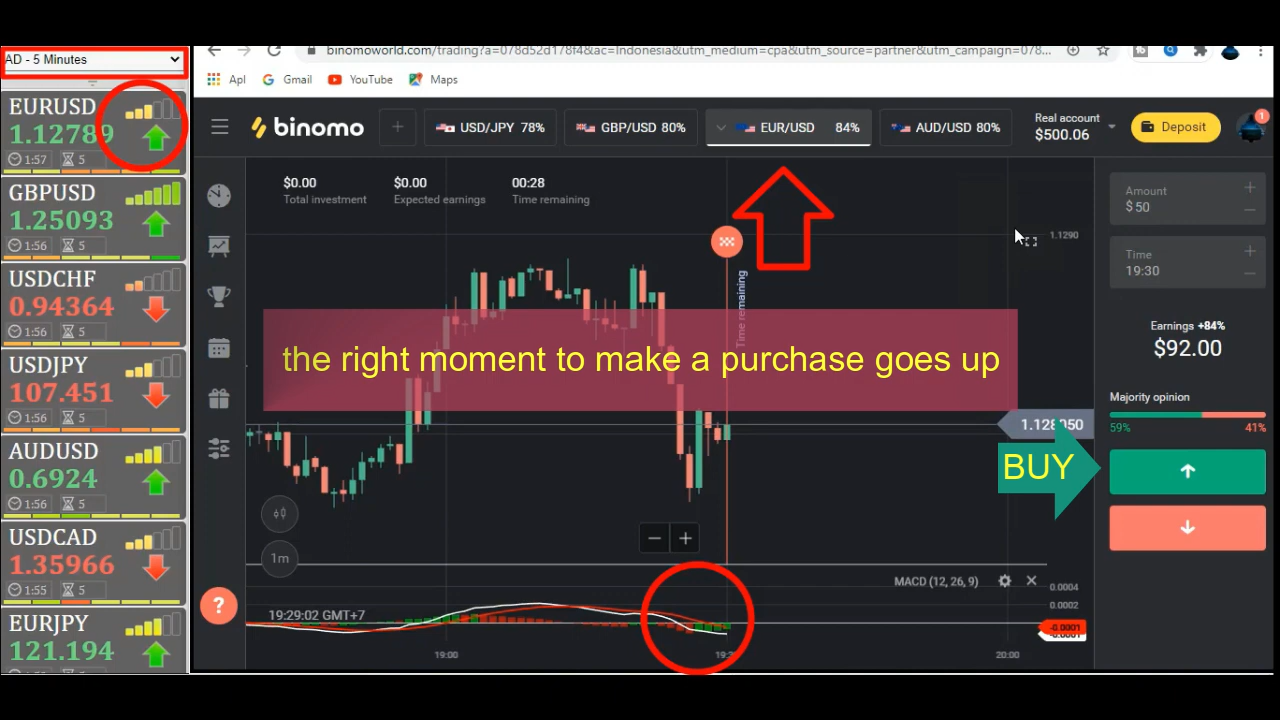 AD - 5 Minutes
EURUSD
1.12789
1:57 5
GBPUSD
1.25093
1:56 5
USDCHF
0.94364
1:56 5
USDJPY
107.451
1:56 5
AUDUSD
0.6924
1:56 5
USDCAD
1.35966
1:55 5
EURJPY
121.194
binomoworld.com/trading?a=078d52d178f48&ac=Indonesia&utm_medium=cpa&utm_source=partner&utm_campaign=078...
Apl Gmail YouTube Maps
binomo
USD/JPY 78% GBP/USD 80% EUR/USD 84% AUD/USD 80%
Real account
$500.06
Deposit
1
$0.00 $0.00 00:28
Total investment Expected earnings Time remaining
1.1290
Time remaining
the right moment to make a purchase goes up
BUY
1m
MACD (12, 26, 9)
0.0004
0.0002
-0.0001
-0.0001
19:29:02 GMT+7
19:00 20:00
Amount
$ 50
Time
19:30
Earnings +84%
$92.00
Majority opinion
59% 41%
?